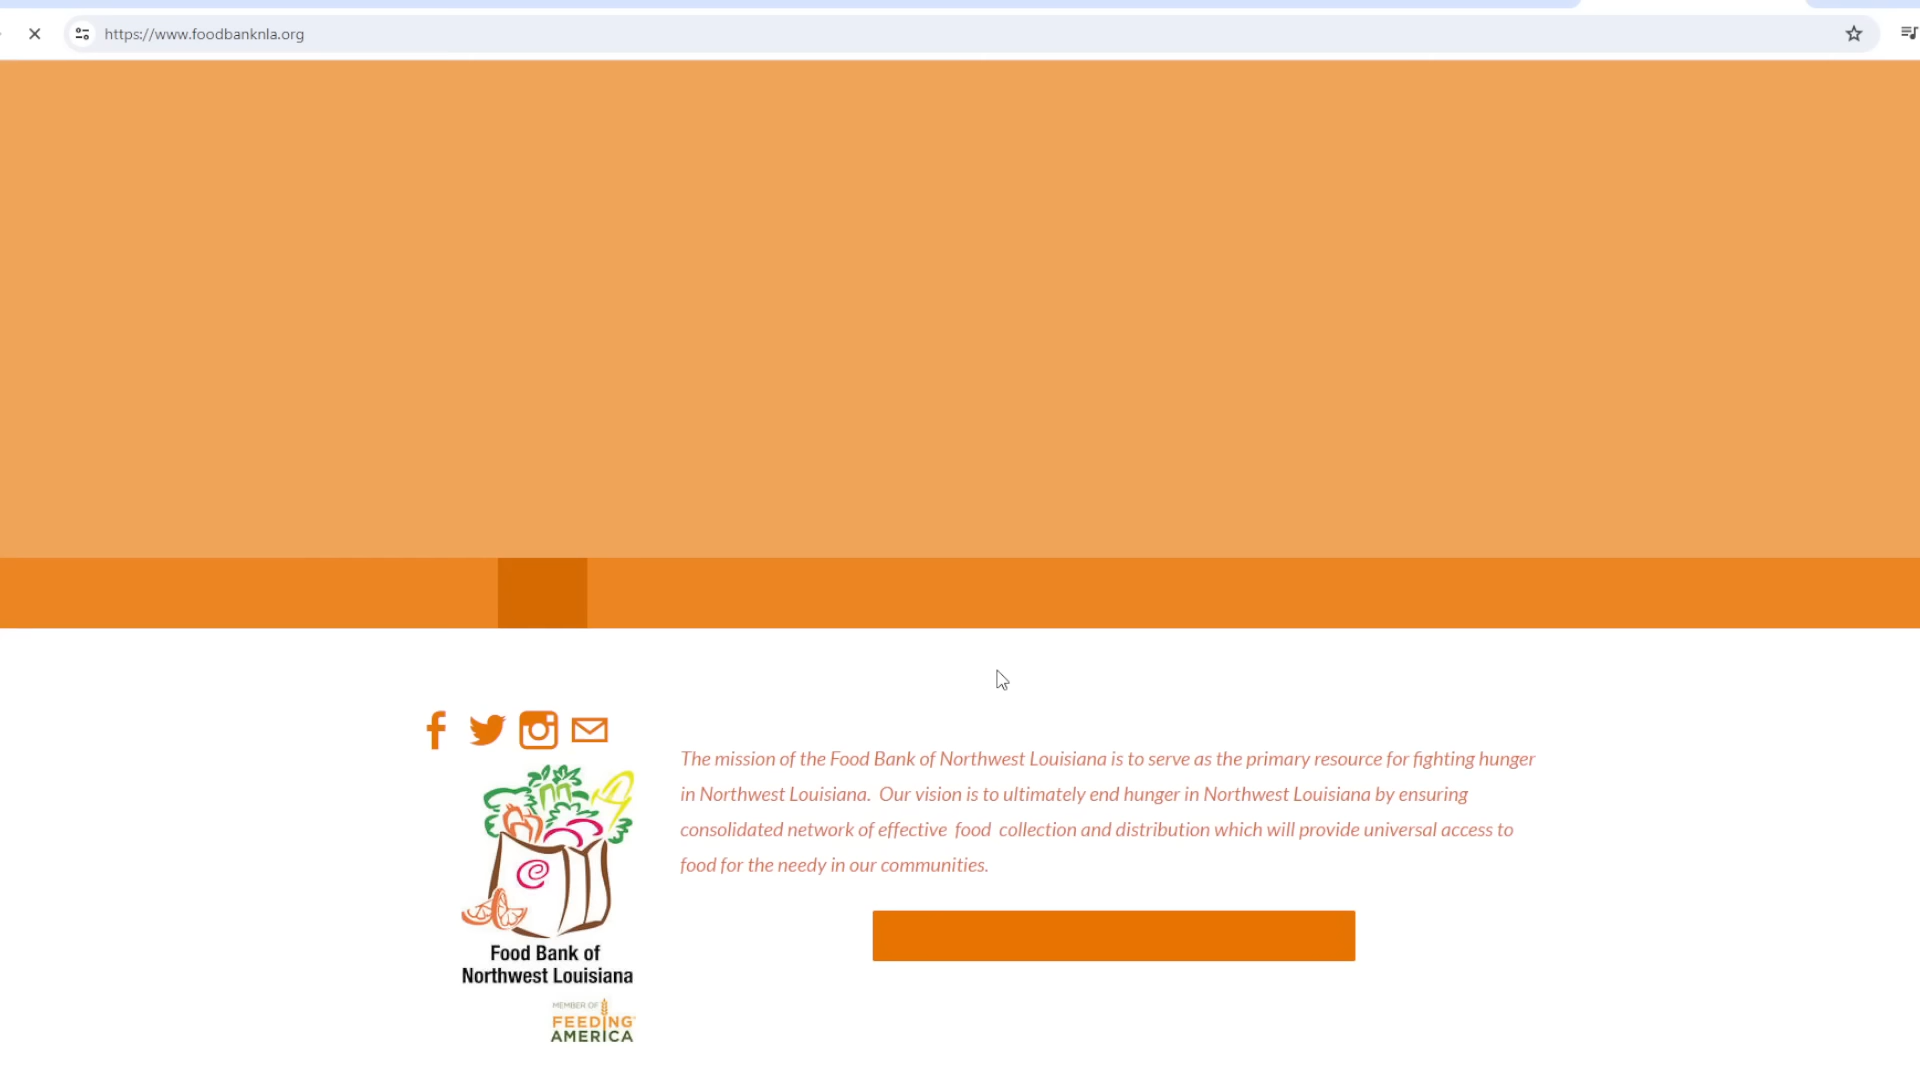 https://www.foodbanknla.org
The mission of the Food Bank of Northwest Louisiana is to serve as the primary resource for fighting hunger
in Northwest Louisiana.  Our vision is to ultimately end hunger in Northwest Louisiana by ensuring
consolidated network of effective  food  collection and distribution which will provide universal access to
food for the needy in our communities.
Food Bank of
Northwest Louisiana
MEMBER OF
FEEDING
AMERICA